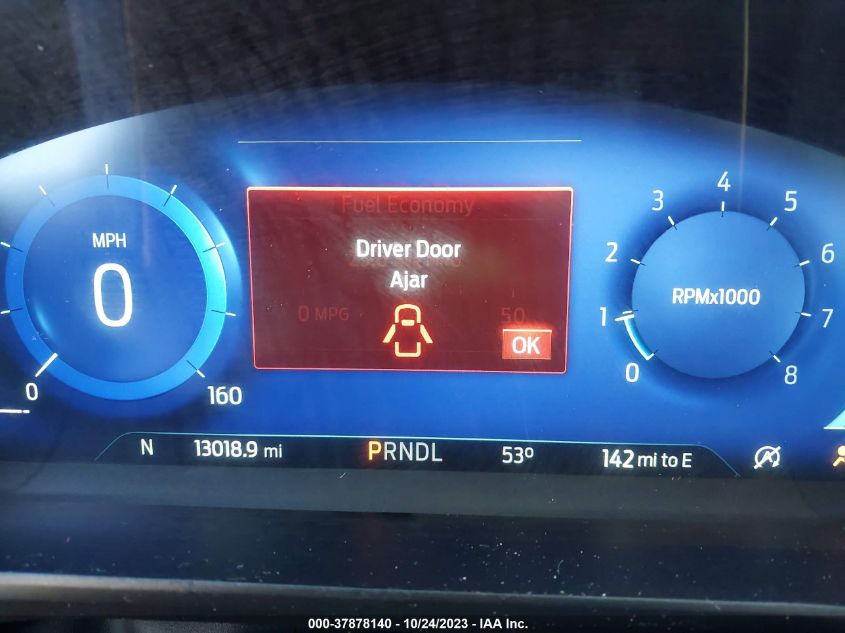 Fuel Economy
MPH
0
0
160
Driver Door
Ajar
0 MPG
50
OK
0
1
2
3
4
5
6
7
8
RPMx1000
N 13018.9 mi PRNDL 53° 142 mi to E
000-37878140 - 10/24/2023 - IAA Inc.